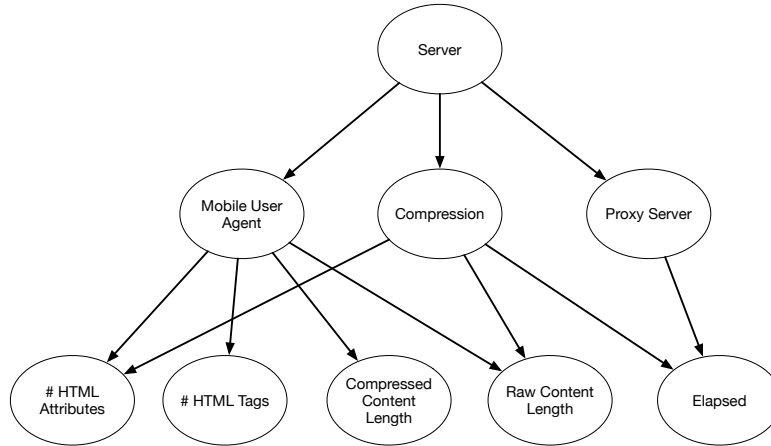 Server
Mobile User
Agent
Compression
Proxy Server
# HTML
Attributes
# HTML Tags
Compressed
Content
Length
Raw Content
Length
Elapsed